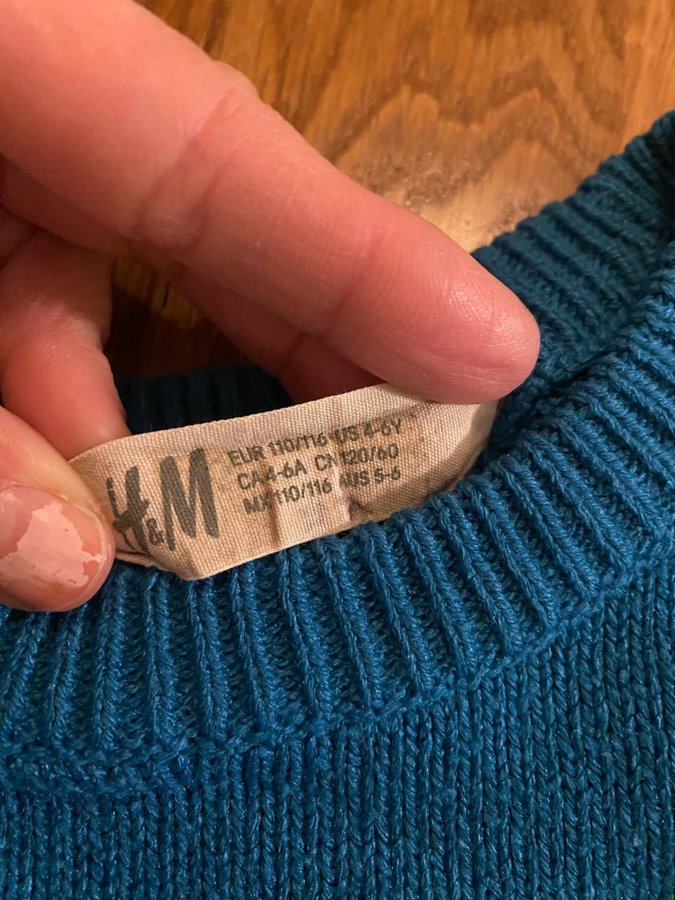 H&M
EUR 110/116 US 4-6Y
CA 4-6A CN 120/60
MX 110/116 AUS 5-6